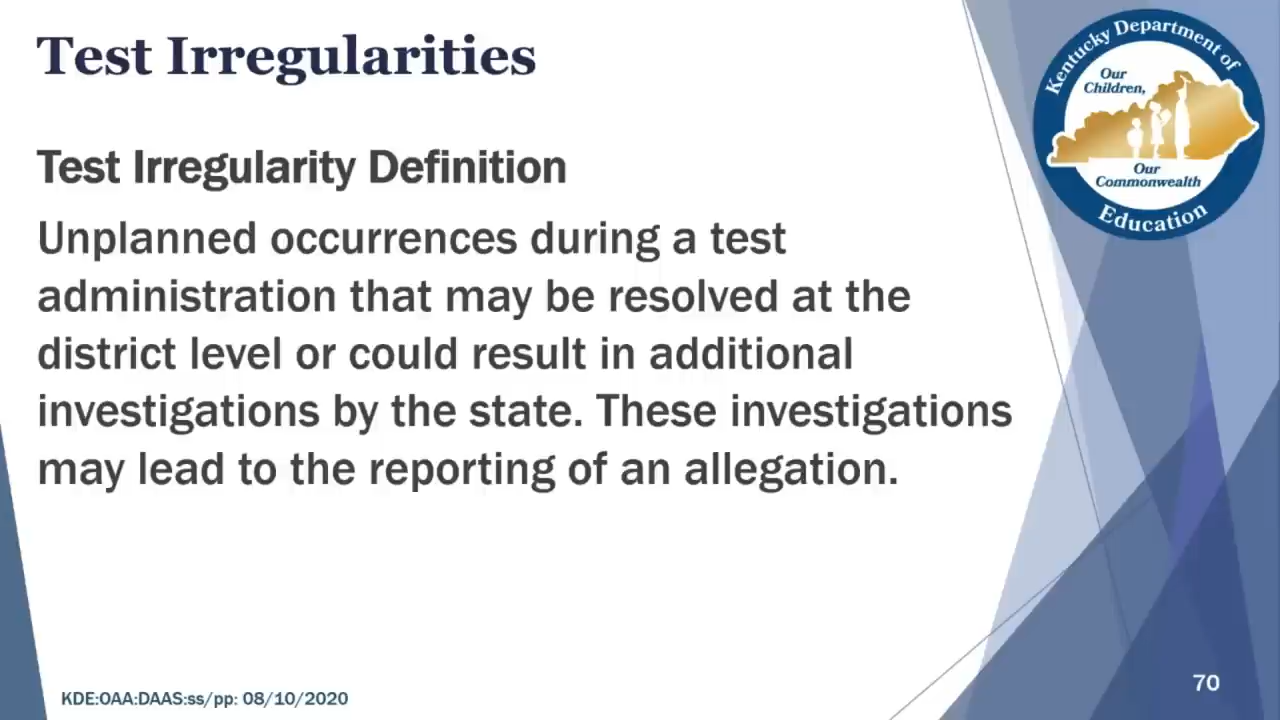 Test Irregularities
Kentucky Department of
Our
Children,
Our
Commonwealth
Education
Test Irregularity Definition
Unplanned occurrences during a test
administration that may be resolved at the
district level or could result in additional
investigations by the state. These investigations
may lead to the reporting of an allegation.
KDE:OAA:DAAS:ss/pp: 08/10/2020
70